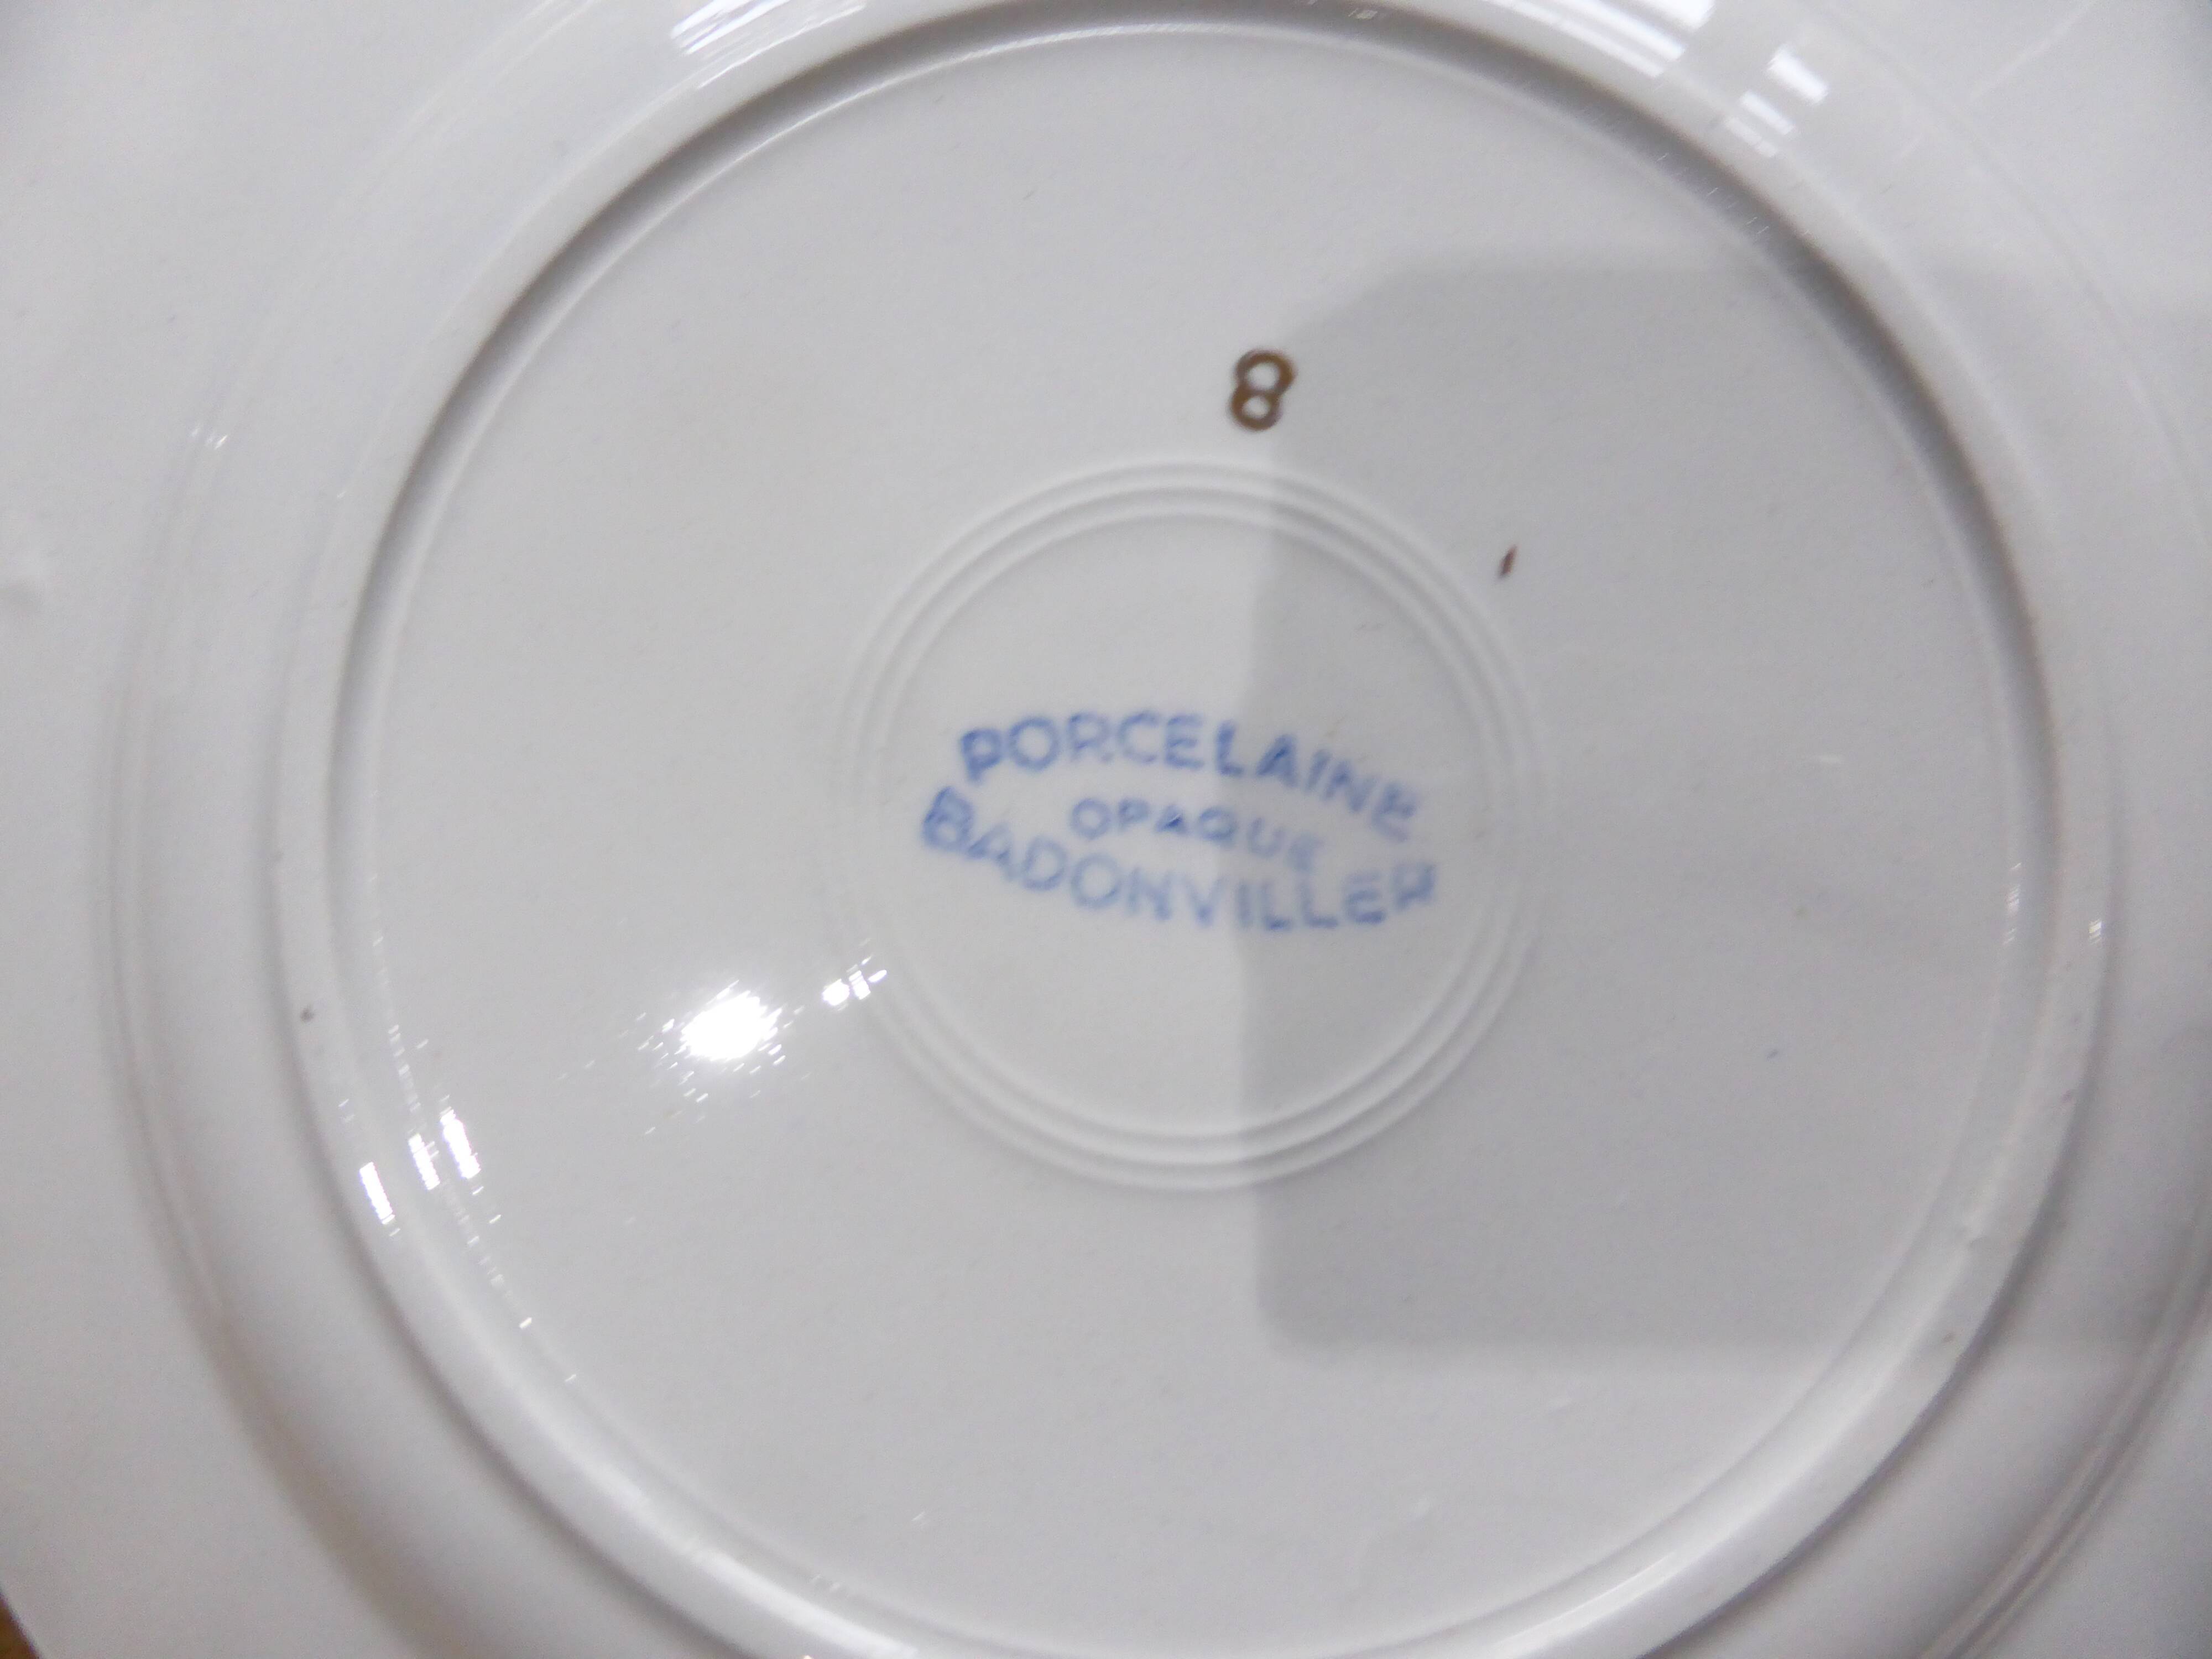 8
PORCELAINE
OPAQUE
BADONVILLER